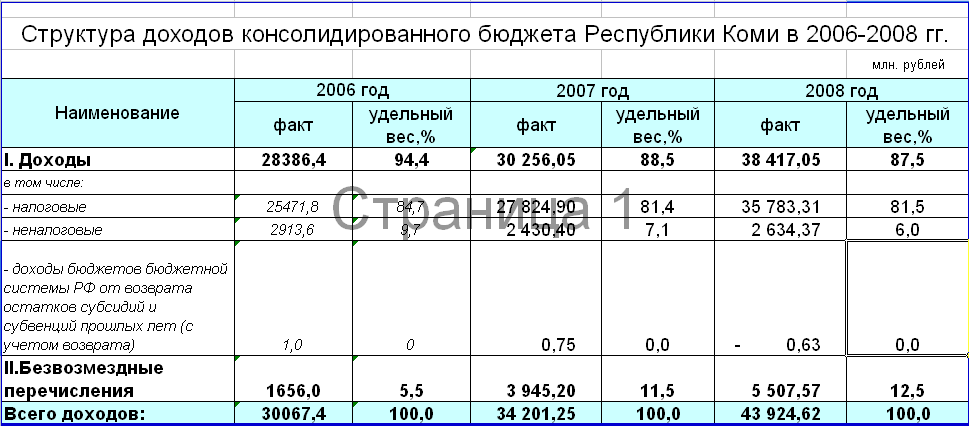 Структура доходов консолидированного бюджета Республики Коми в 2006-2008 гг.
млн. рублей
Наименование 2006 год 2007 год 2008 год
факт удельный вес,% факт удельный вес,% факт удельный вес,%
I. Доходы 28386,4 94,4 30 256,05 88,5 38 417,05 87,5
в том числе:
- налоговые 25471,8 84,7 27 824,90 81,4 35 783,31 81,5
- неналоговые 2913,6 9,7 2 430,40 7,1 2 634,37 6,0
Страница 1
- доходы бюджетов бюджетной
системы РФ от возврата
остатков субсидий и
субвенций прошлых лет (с
учетом возврата) 1,0 0 0,75 0,0 - 0,63 0,0
II.Безвозмездные
перечисления 1656,0 5,5 3 945,20 11,5 5 507,57 12,5
Всего доходов: 30067,4 100,0 34 201,25 100,0 43 924,62 100,0